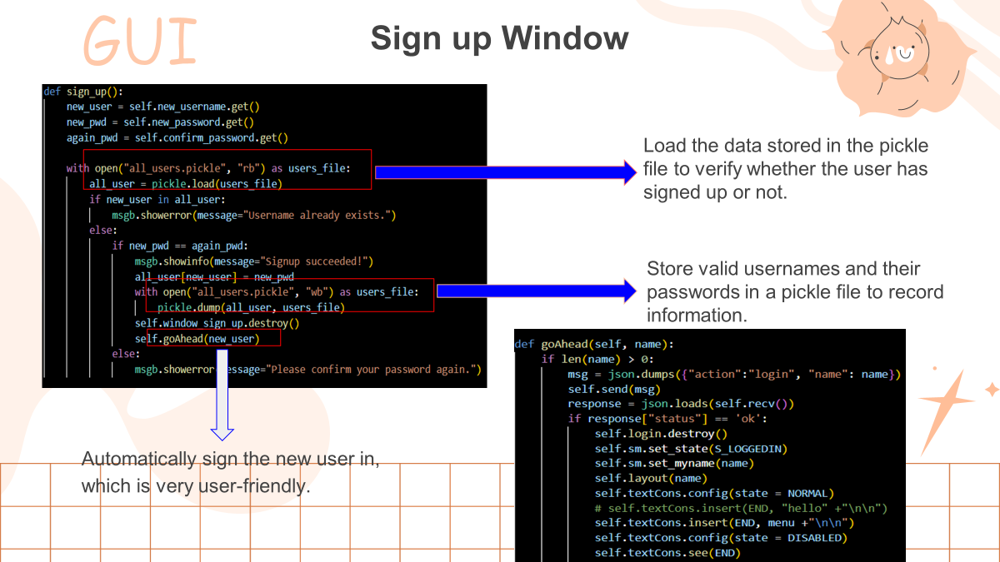 GUI
Sign up Window
def sign_up():
new_user = self.new_username.get()
new_pwd = self.new_password.get()
again_pwd = self.confirm_password.get()
with open("all_users.pickle", "rb") as users_file:
all_user = pickle.load(users_file)
if new_user in all_user:
msgb.showerror(message="Username already exists.")
else:
if new_pwd == again_pwd:
msgb.showinfo(message="Signup succeeded!")
all_user[new_user] = new_pwd
with open("all_users.pickle", "wb") as users_file:
pickle.dump(all_user, users_file)
self.window_sign_up.destroy()
self.goAhead(new_user)
else:
msgb.showerror essage="Please confirm your password again.")
Load the data stored in the pickle
file to verify whether the user has
signed up or not.
Store valid usernames and their
passwords in a pickle file to record
information.
Automatically sign the new user in,
which is very user-friendly.
def goAhead(self, name):
if len(name) > 0:
msg = json.dumps({"action":"login", "name": name})
self.send(msg)
response = json.loads(self.recv())
if response["status"] == 'ok':
self.login.destroy()
self.sm.set_state(S_LOGGEDIN)
self.sm.set_myname(name)
self.layout(name)
self.textCons.config(state = NORMAL)
# self.textCons.insert(END, "hello" +"\n\n")
self.textCons.insert(END, menu +"\n\n")
self.textCons.config(state = DISABLED)
self.textCons.see(END)